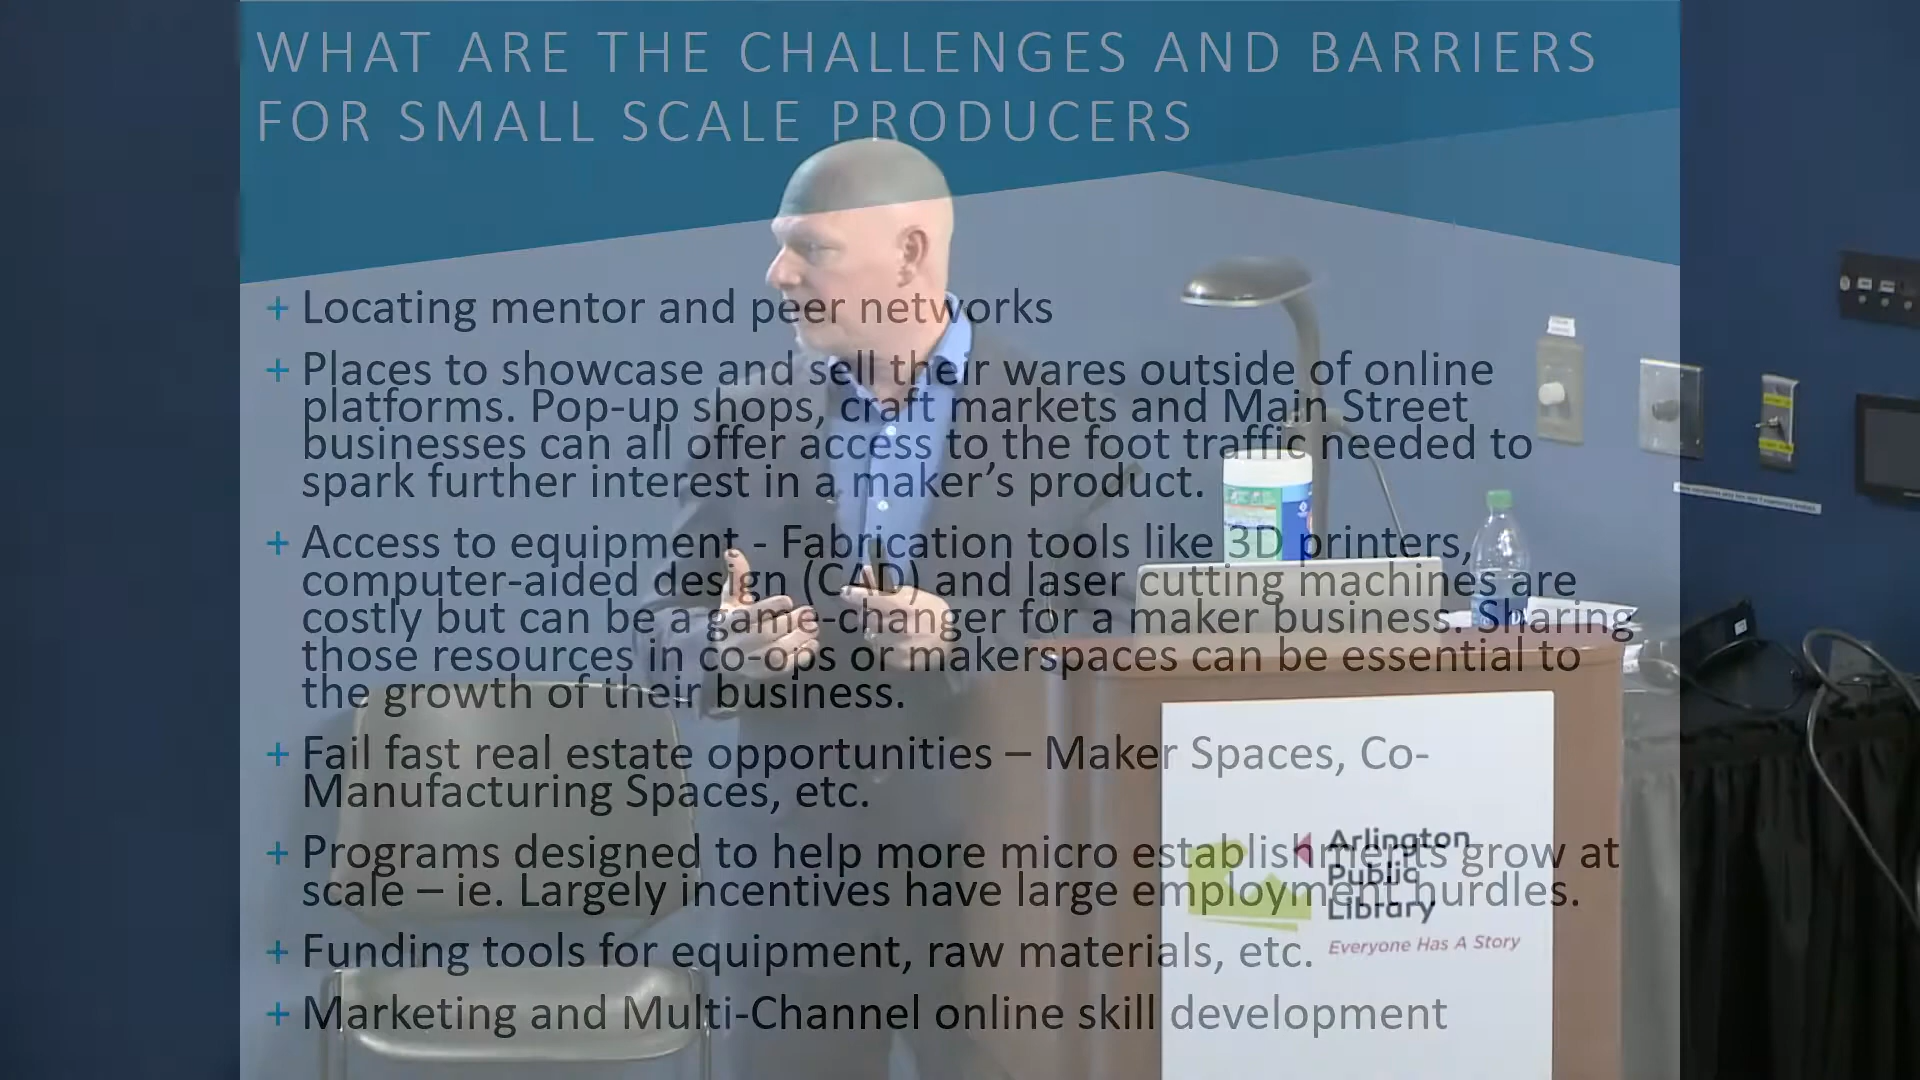 WHAT ARE THE CHALLENGES AND BARRIERS
FOR SMALL SCALE PRODUCERS
+ Locating mentor and peer networks
+ Places to showcase and sell their wares outside of online
platforms. Pop-up shops, craft markets and Main Street
businesses can all offer access to the foot traffic needed to
spark further interest in a maker’s product.
+ Access to equipment - Fabrication tools like 3D printers,
computer-aided design (CAD) and laser cutting machines are
costly but can be a game-changer for a maker business. Sharing
those resources in co-ops or makerspaces can be essential to
the growth of their business.
+ Fail fast real estate opportunities – Maker Spaces, Co-
Manufacturing Spaces, etc.
+ Programs designed to help more micro establishments grow at
scale – ie. Largely incentives have large employment hurdles.
+ Funding tools for equipment, raw materials, etc.
+ Marketing and Multi-Channel online skill development
Arlington
Public
Library
Everyone Has A Story